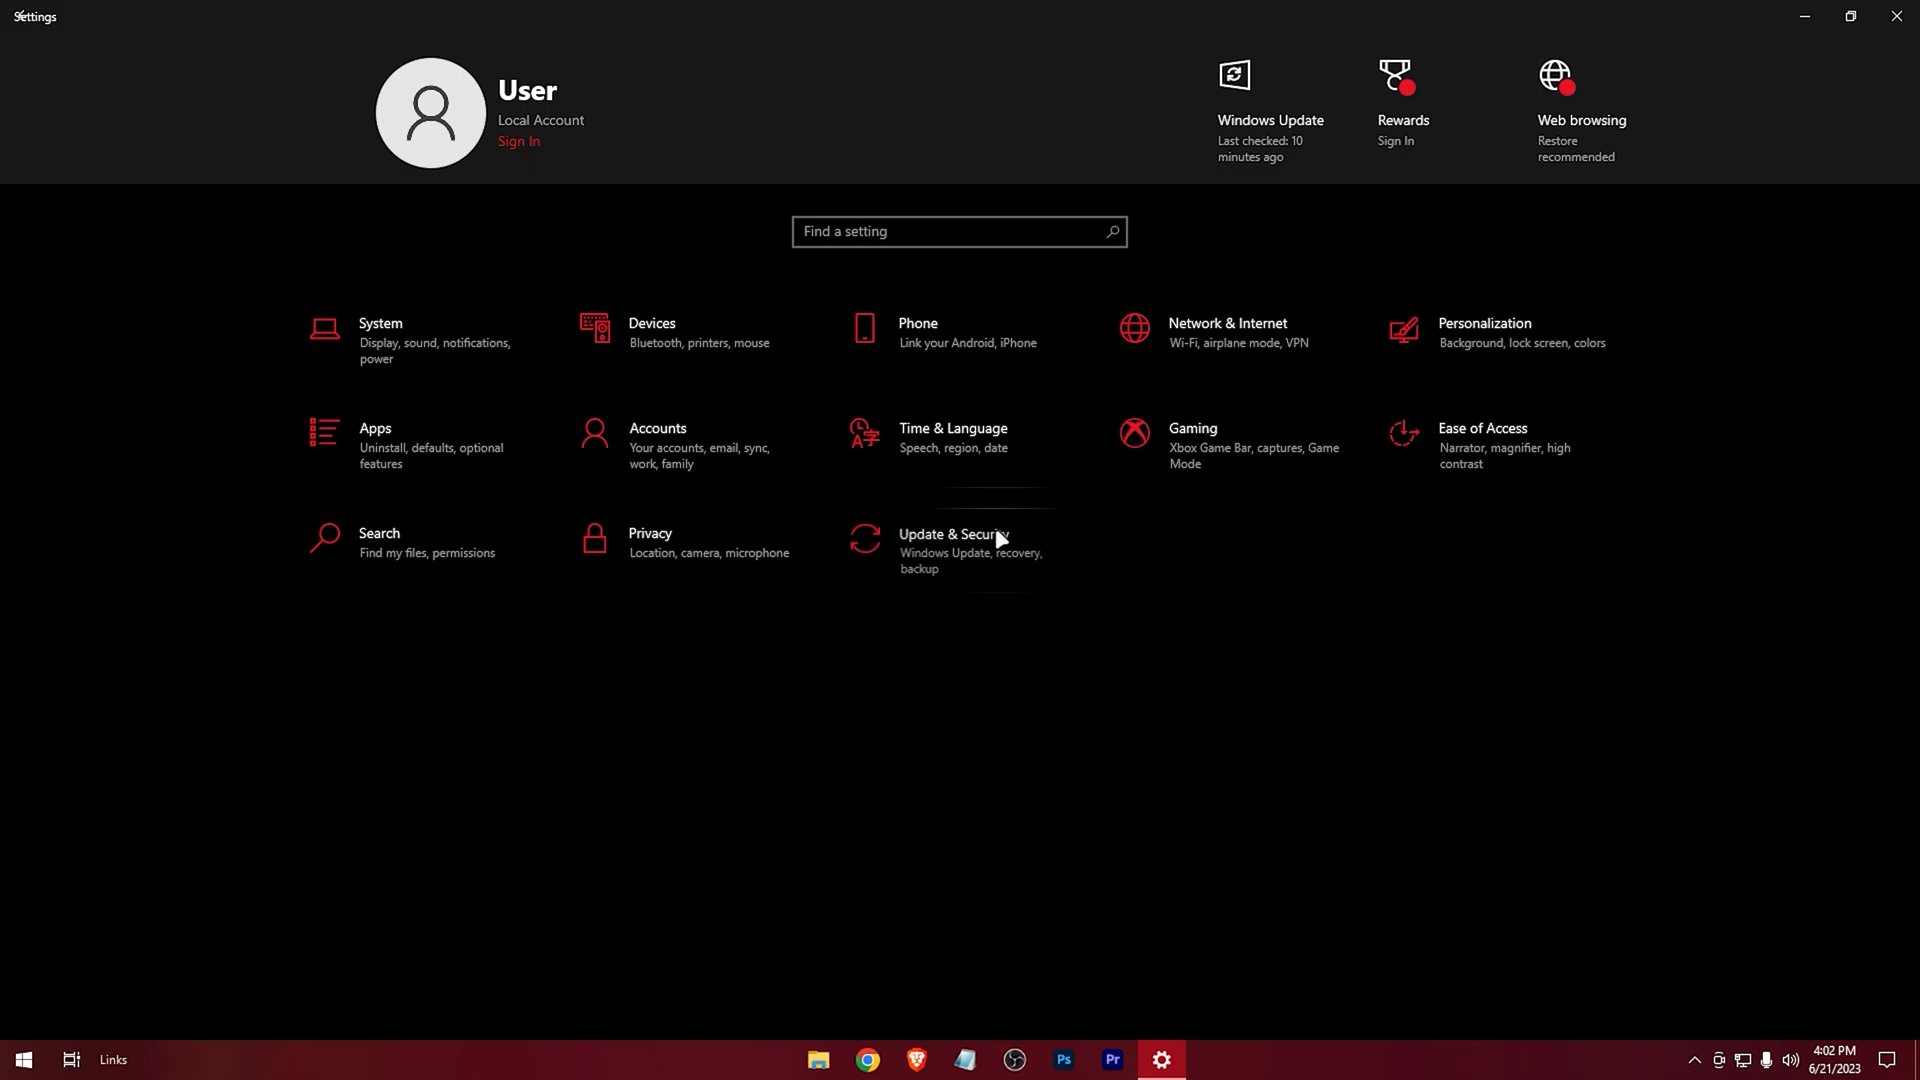 Settings
User
Local Account
Sign In
Windows Update
Last checked: 10
minutes ago
Rewards
Sign In
Web browsing
Restore
recommended
Find a setting
System
Display, sound, notifications,
power
Devices
Bluetooth, printers, mouse
Phone
Link your Android, iPhone
Network & Internet
Wi-Fi, airplane mode, VPN
Personalization
Background, lock screen, colors
Apps
Uninstall, defaults, optional
features
Accounts
Your accounts, email, sync,
work, family
Time & Language
Speech, region, date
Gaming
Xbox Game Bar, captures, Game
Mode
Ease of Access
Narrator, magnifier, high
contrast
Search
Find my files, permissions
Privacy
Location, camera, microphone
Update & Security
Windows Update, recovery,
backup
Links
Ps
Pr
4:02 PM
6/21/2023